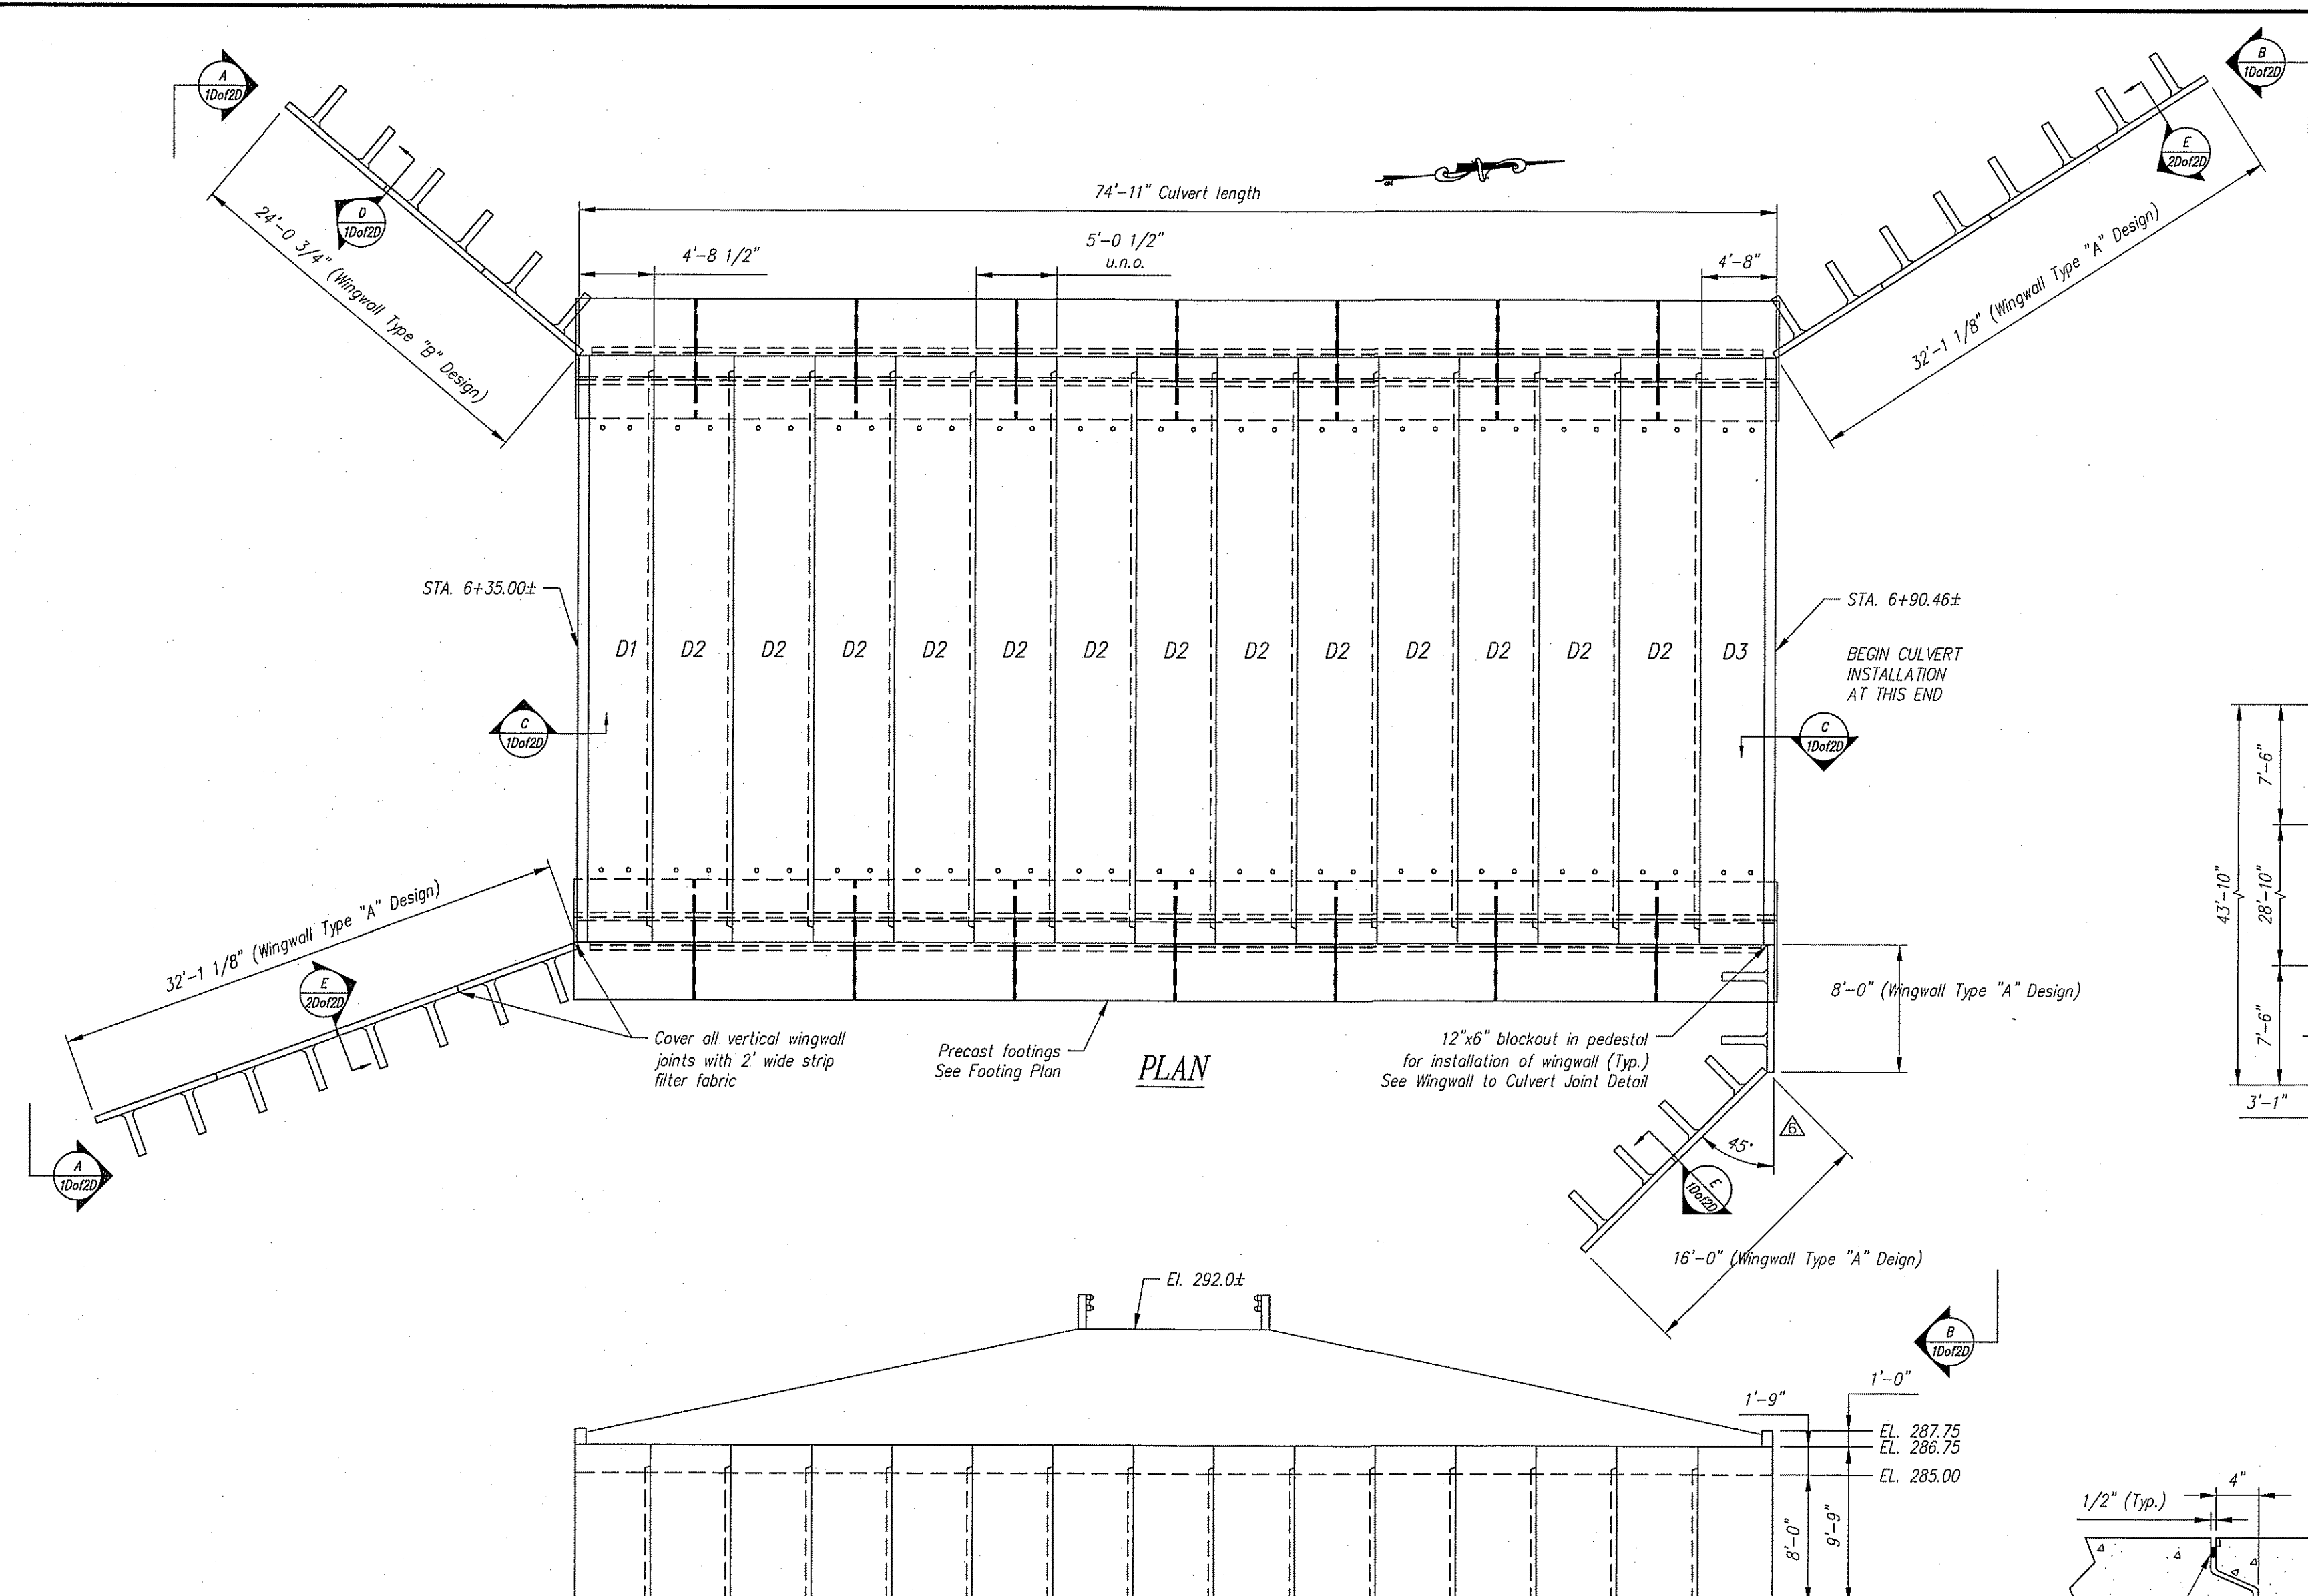 A
1Dof2D
B
1Dof2D
E
2Dof2D
D
1Dof2D
74'-11" Culvert length
24'-0 3/4" (Wingwall Type "B" Design)
32'-1 1/8" (Wingwall Type "A" Design)
4'-8 1/2"
5'-0 1/2"
u.n.o.
4'-8"
STA. 6+35.00±
STA. 6+90.46±
D1 D2 D2 D2 D2 D2 D2 D2 D2 D2 D2 D2 D2 D2 D3
BEGIN CULVERT
INSTALLATION
AT THIS END
C
1Dof2D
C
1Dof2D
7'-6"
43'-10"
28'-10"
7'-6"
3'-1"
32'-1 1/8" (Wingwall Type "A" Design)
E
2Dof2D
8'-0" (Wingwall Type "A" Design)
Cover all vertical wingwall
joints with 2' wide strip
filter fabric
Precast footings
See Footing Plan
PLAN
12"x6" blockout in pedestal
for installation of wingwall (Typ.)
See Wingwall to Culvert Joint Detail
6
45°
A
1Dof2D
E
1Dof2D
16'-0" (Wingwall Type "A" Deign)
El. 292.0±
B
1Dof2D
1'-0"
1'-9"
EL. 287.75
EL. 286.75
EL. 285.00
8'-0"
9'-9"
4"
1/2" (Typ.)